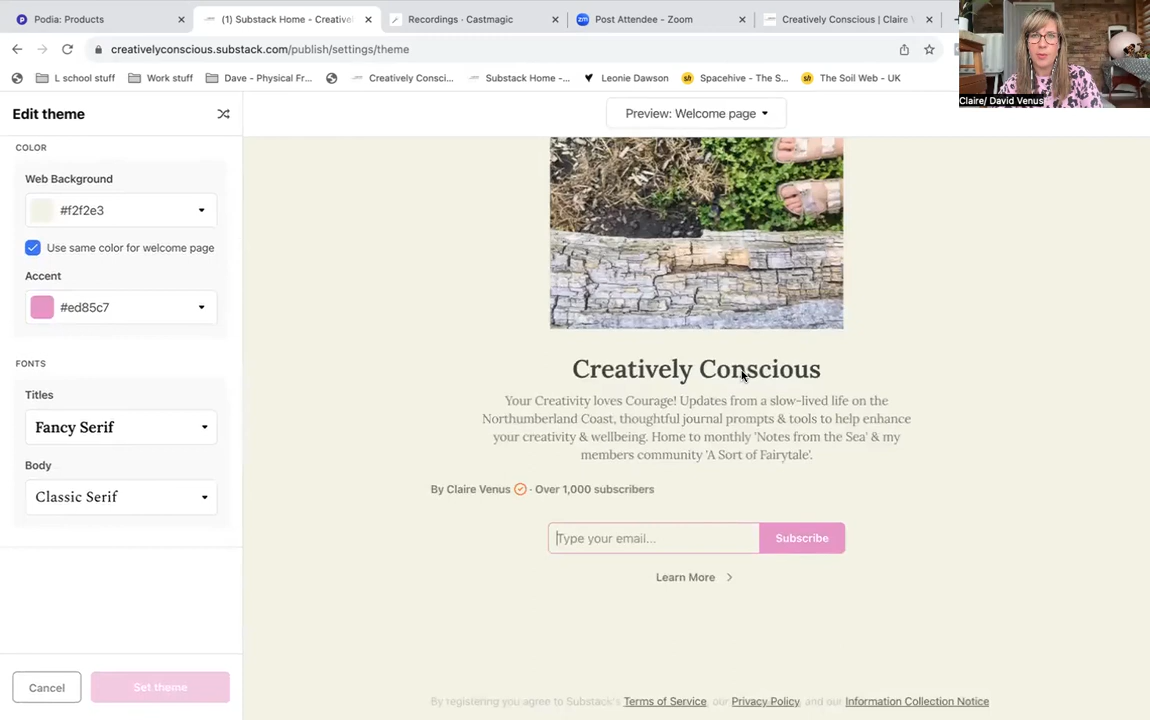 Podia: Products
(1) Substack Home - Creativel
Recordings - Castmagic
Post Attendee - Zoom
Creatively Conscious | Claire
creativelyconscious.substack.com/publish/settings/theme
L school stuff
Work stuff
Dave - Physical Fr...
Creatively Consci...
Substack Home -...
Leonie Dawson
Spacehive - The S...
The Soil Web - UK
Claire/ David Venus
Edit theme
Preview: Welcome page
COLOR
Web Background
#f2f2e3
Use same color for welcome page
Accent
#ed85c7
FONTS
Titles
Fancy Serif
Body
Classic Serif
Cancel
Set theme
Creatively Conscious
Your Creativity loves Courage! Updates from a slow-lived life on the
Northumberland Coast, thoughtful journal prompts & tools to help enhance
your creativity & wellbeing. Home to monthly 'Notes from the Sea' & my
members community 'A Sort of Fairytale'.
By Claire Venus · Over 1,000 subscribers
Type your email...
Subscribe
Learn More
By registering you agree to Substack's Terms of Service, our Privacy Policy, and our Information Collection Notice